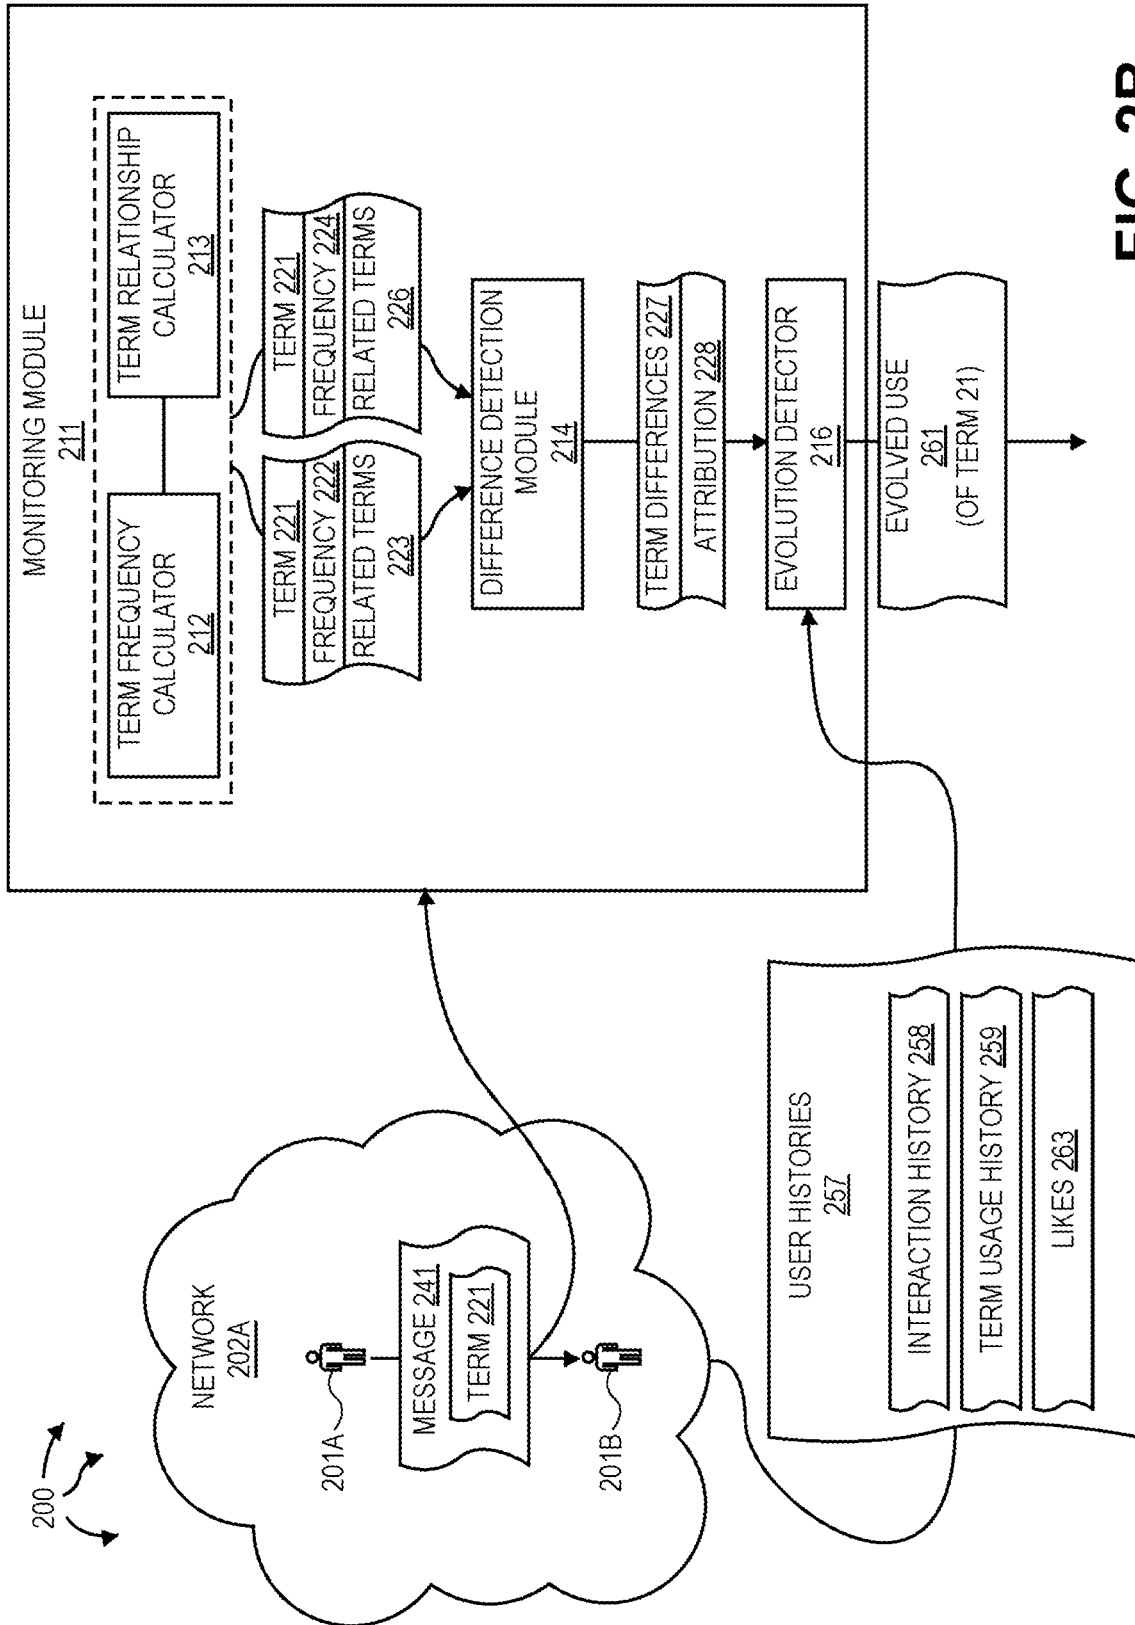 200
NETWORK
202A
201A
MESSAGE 241
TERM 221
201B
USER HISTORIES
257
INTERACTION HISTORY 258
TERM USAGE HISTORY 259
LIKES 263
MONITORING MODULE
211
TERM FREQUENCY
CALCULATOR
212
TERM RELATIONSHIP
CALCULATOR
213
TERM 221
FREQUENCY 222
RELATED TERMS
223
TERM 221
FREQUENCY 224
RELATED TERMS
226
DIFFERENCE DETECTION
MODULE
214
TERM DIFFERENCES 227
ATTRIBUTION 228
EVOLUTION DETECTOR
216
EVOLVED USE
261
(OF TERM 21)
FIG. 2B